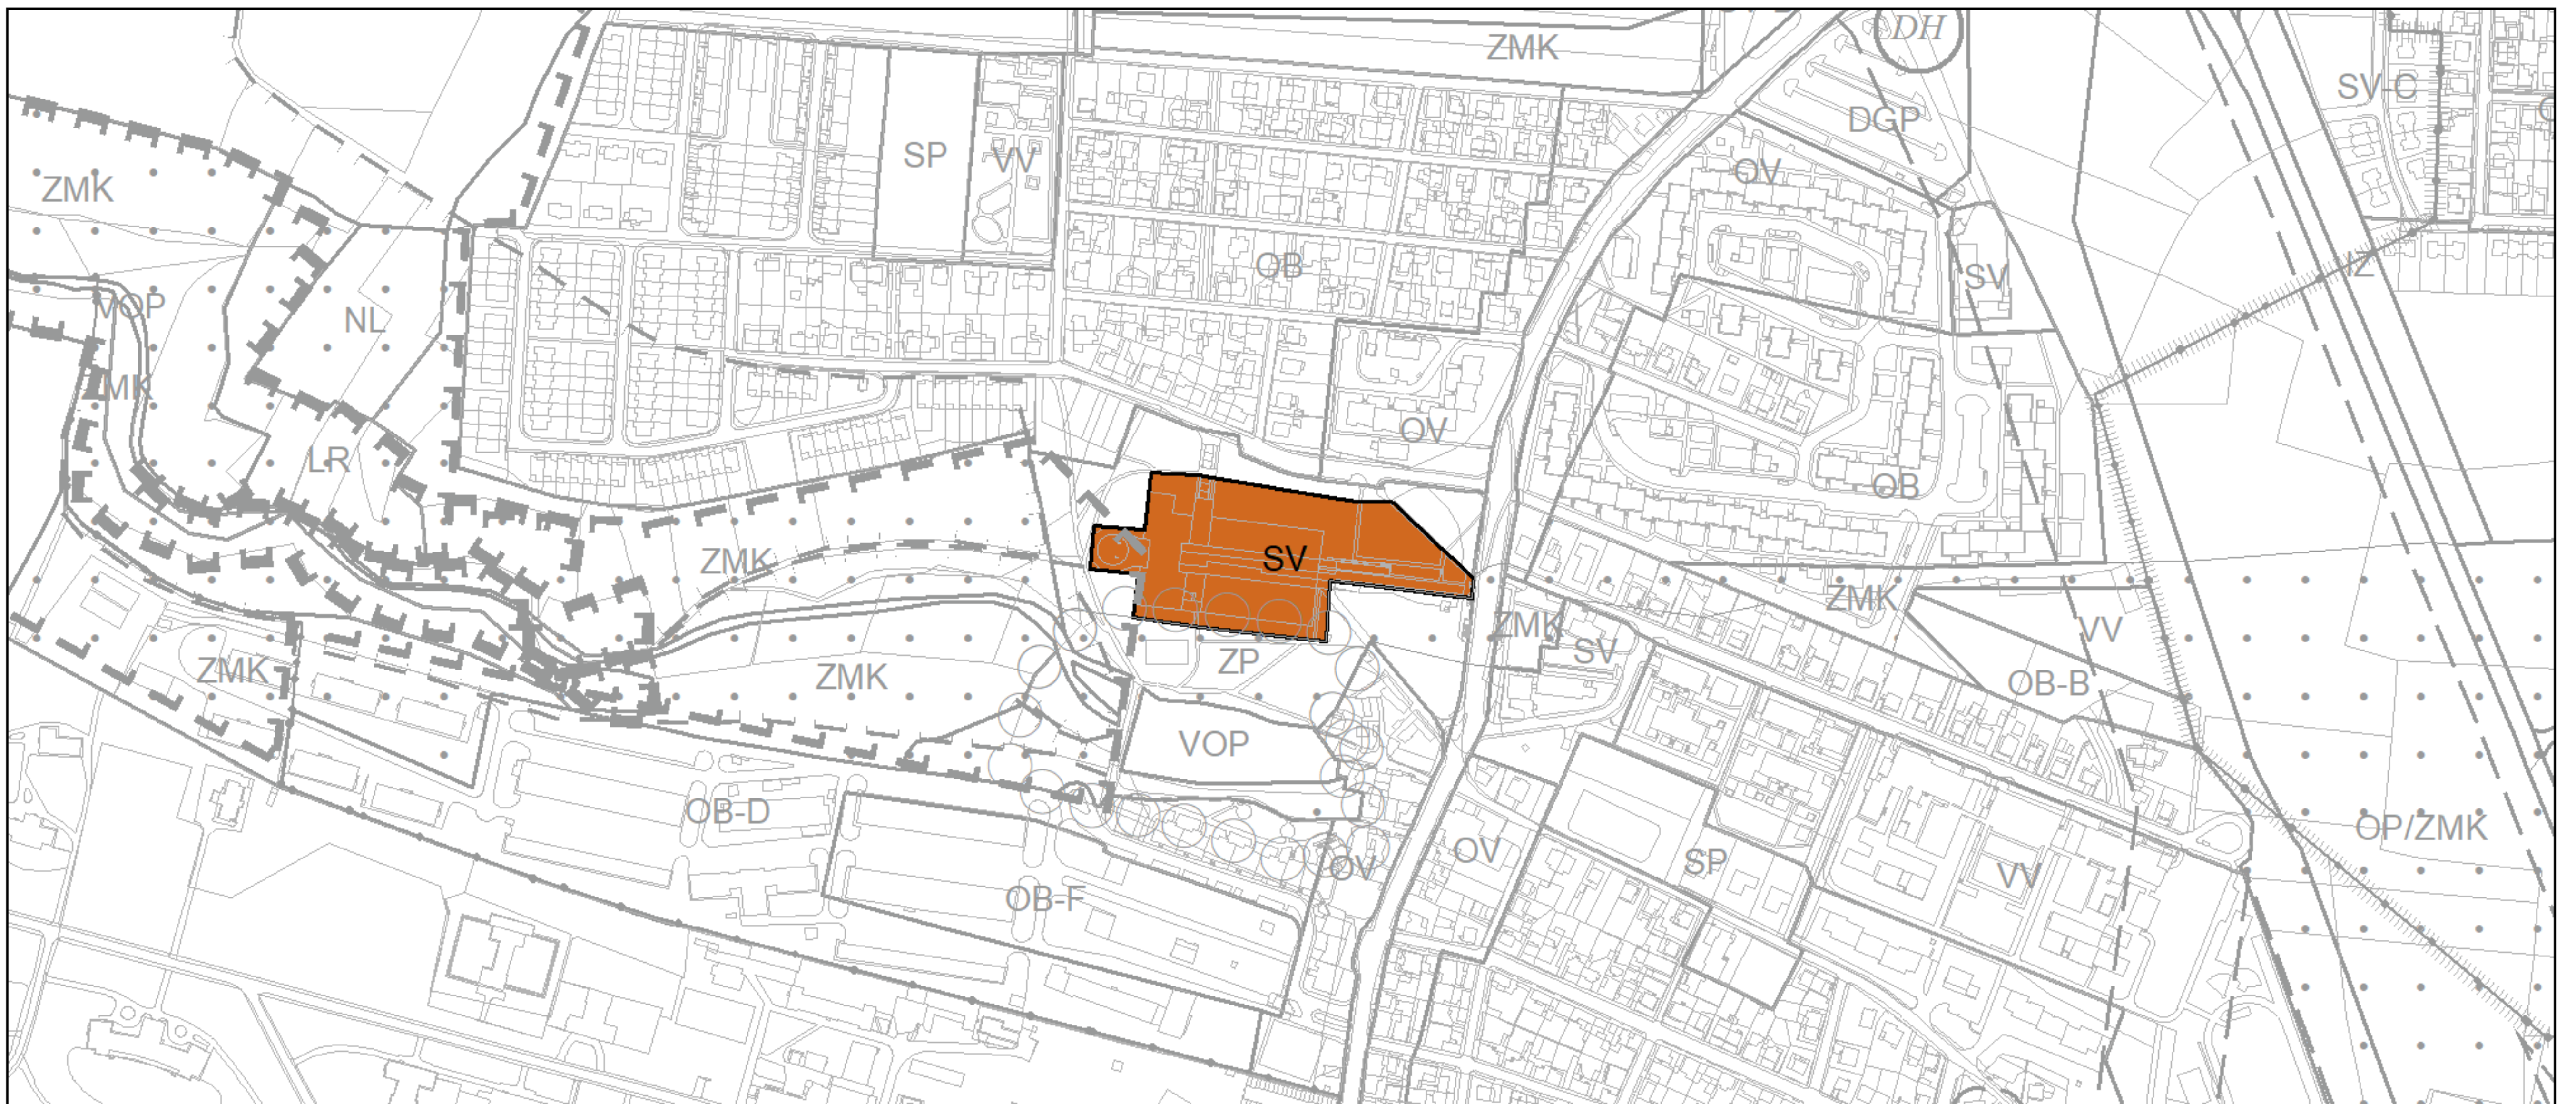 DH
ZMK
SV-C
DGP
SP
VV
OV
ZMK
OB
SV
IZ
VOP
NL
ZMK
OV
LR
OB
SV
ZMK
ZMK
ZMK
SV
VV
ZMK
ZMK
ZP
OB-B
VOP
OB-D
OP/ZMK
OV
OV
SP
VV
OB-F